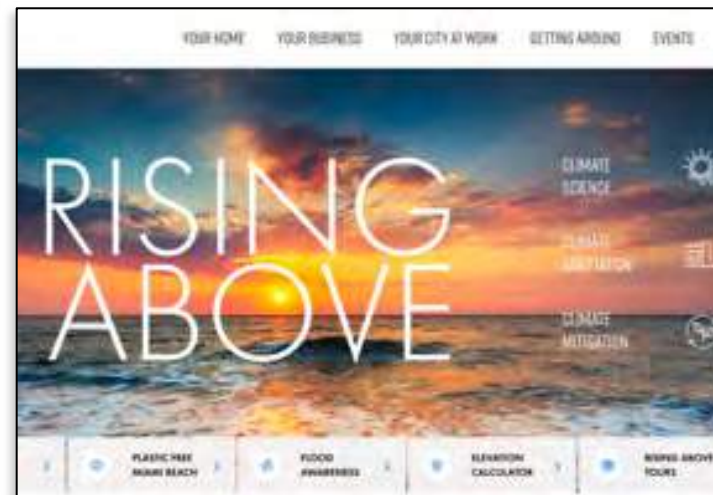 YOUR HOME YOUR BUSINESS YOUR CITY AT WORK GETTING AROUND EVENTS
RISING
ABOVE
CLIMATE
SCIENCE
CLIMATE
ADAPTATION
CLIMATE
MITIGATION
PLASTIC FREE
MIAMI BEACH
FLOOD
AWARENESS
ELEVATION
CALCULATOR
RISING ABOVE
TOURS